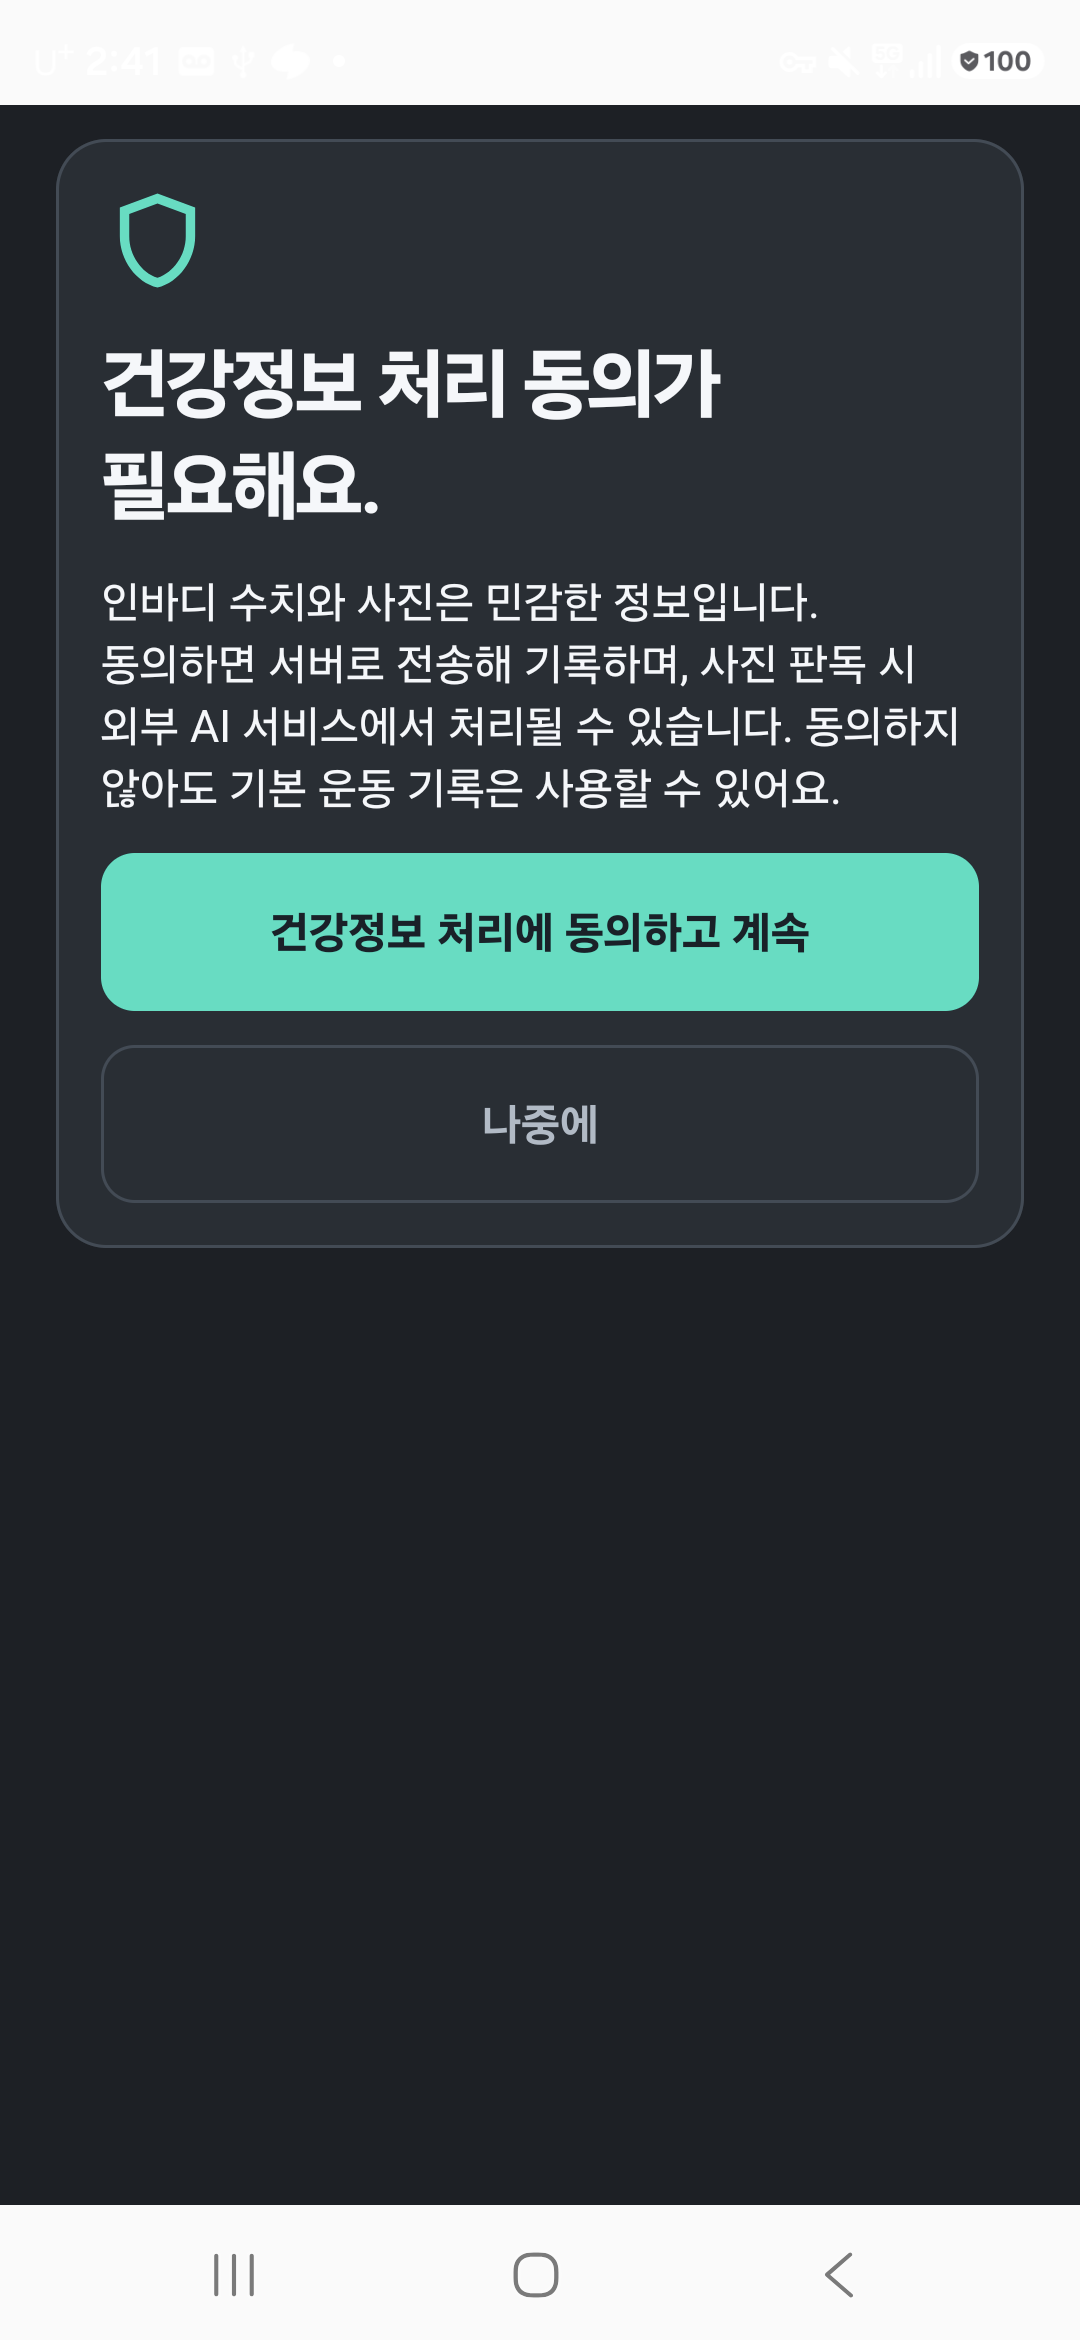 U+ 2:41 100
건강정보 처리 동의가
필요해요.
인바디 수치와 사진은 민감한 정보입니다.
동의하면 서버로 전송해 기록하며, 사진 판독 시
외부 AI 서비스에서 처리될 수 있습니다. 동의하지
않아도 기본 운동 기록은 사용할 수 있어요.
건강정보 처리에 동의하고 계속
나중에